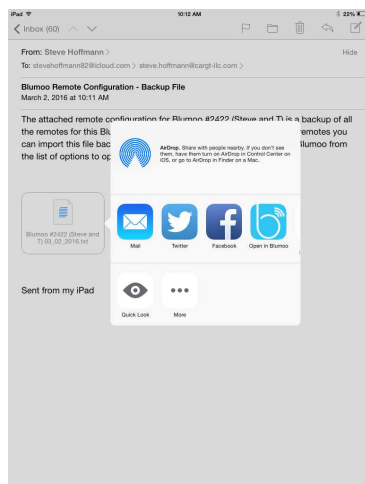 iPad 10:12 AM 22%
Inbox (60)
From: Steve Hoffmann Hide
To: stevehoffmann82@icloud.com steve.hoffmann@cargt-llc.com
Blumoo Remote Configuration - Backup File
March 2, 2016 at 10:11 AM
The attached remote configuration for Blumoo #2422 (Steve and T) is a backup of all
the remotes for this Blu remotes you
can import this file bac Blumoo from
the list of options to op
AirDrop. Share with people nearby. If you don't see
them, have them turn on AirDrop in Control Center on
iOS, or go to AirDrop in Finder on a Mac.
Blumoo #2422 (Steve and
T) 03_02_2016.txt
Mail Twitter Facebook Open in Blumoo
Sent from my iPad
Quick Look More